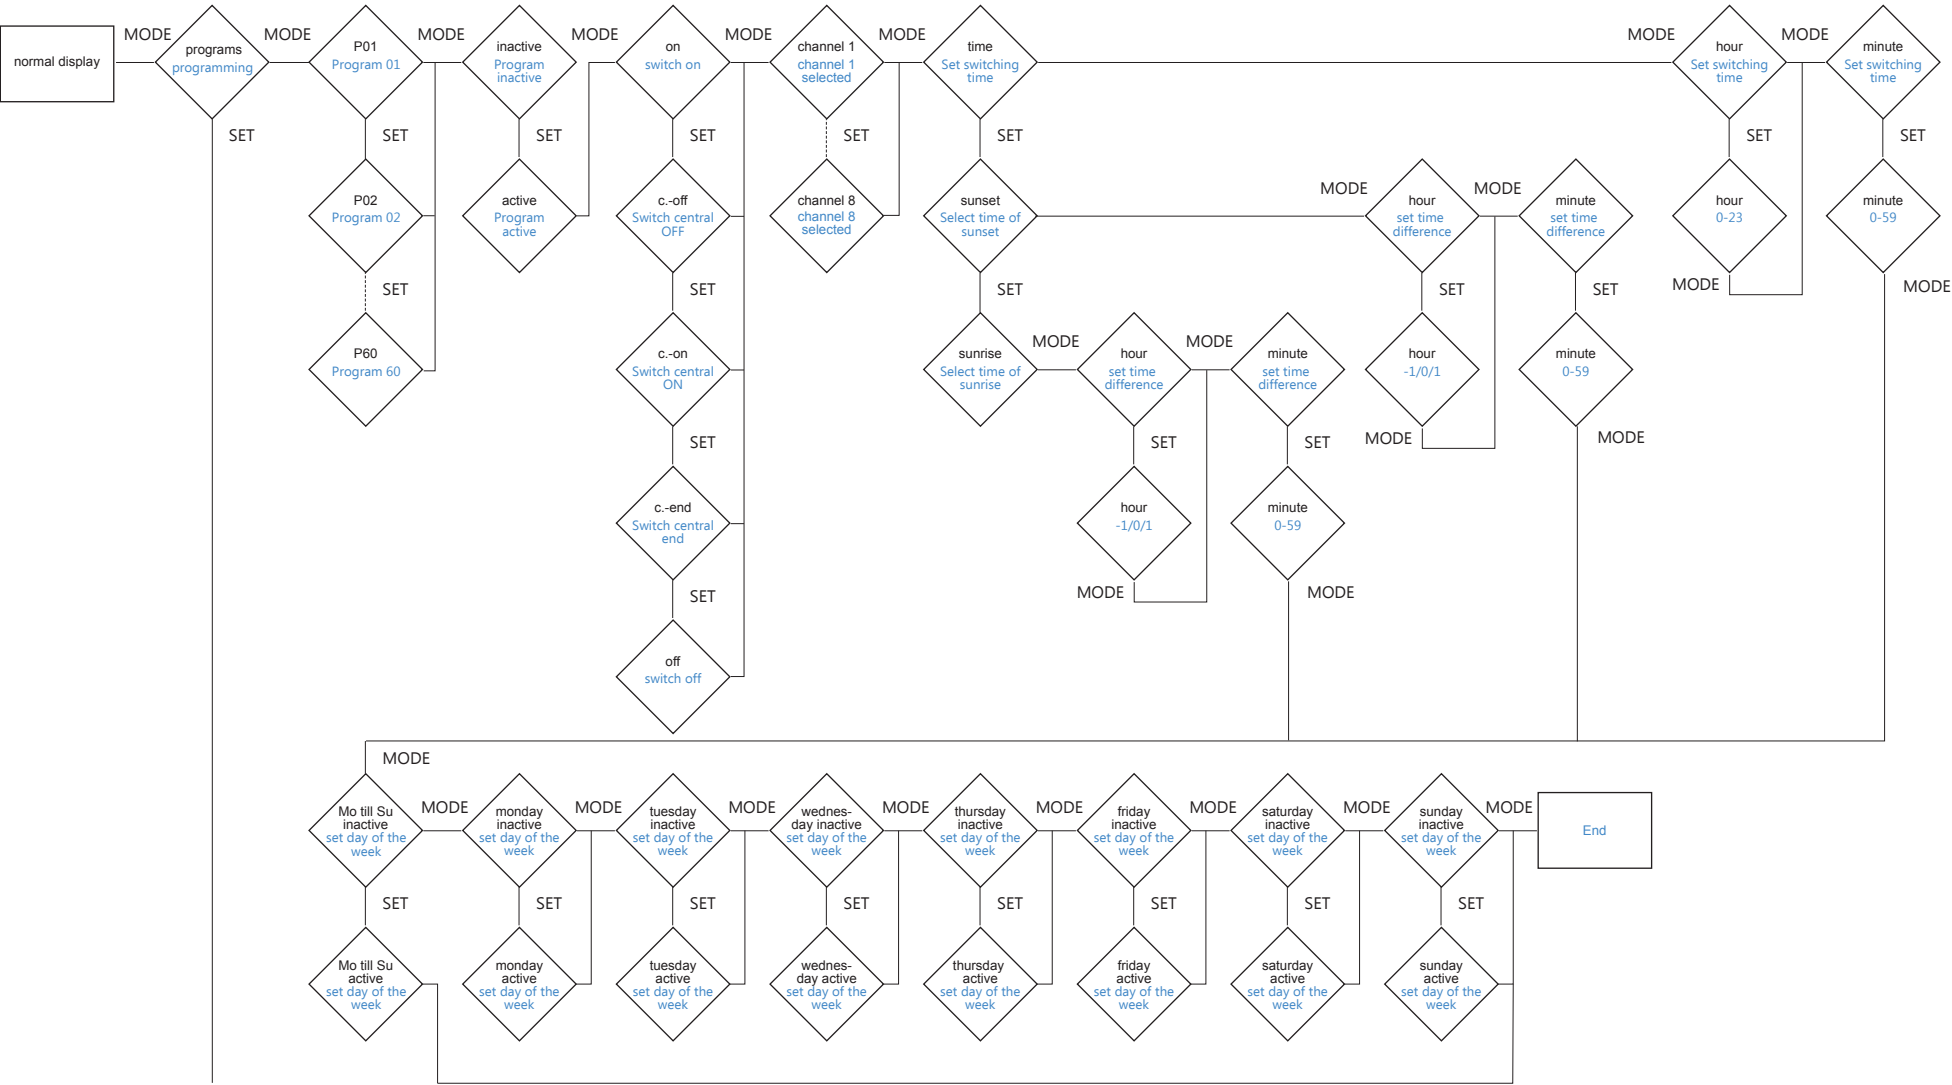 normal display
MODE
programs
programming
MODE
P01
Program 01
MODE
inactive
Program
inactive
MODE
on
switch on
MODE
channel 1
channel 1
selected
MODE
time
Set switching
time
MODE
hour
Set switching
time
MODE
minute
Set switching
time
SET
SET
SET
SET
SET
SET
SET
P02
Program 02
active
Program
active
c.-off
Switch central
OFF
channel 8
channel 8
selected
sunset
Select time of
sunset
MODE
hour
set time
difference
MODE
minute
set time
difference
hour
0-23
minute
0-59
SET
SET
SET
SET
SET
MODE
MODE
P60
Program 60
c.-on
Switch central
ON
sunrise
Select time of
sunrise
MODE
hour
set time
difference
MODE
minute
set time
difference
hour
-1/0/1
minute
0-59
SET
SET
SET
MODE
MODE
c.-end
Switch central
end
hour
-1/0/1
minute
0-59
SET
MODE
MODE
off
switch off
MODE
Mo till Su
inactive
set day of the
week
MODE
monday
inactive
set day of the
week
MODE
tuesday
inactive
set day of the
week
MODE
wednes-
day inactive
set day of the
week
MODE
thursday
inactive
set day of the
week
MODE
friday
inactive
set day of the
week
MODE
saturday
inactive
set day of the
week
MODE
sunday
inactive
set day of the
week
MODE
End
SET
SET
SET
SET
SET
SET
SET
SET
Mo till Su
active
set day of the
week
monday
active
set day of the
week
tuesday
active
set day of the
week
wednes-
day active
set day of the
week
thursday
active
set day of the
week
friday
active
set day of the
week
saturday
active
set day of the
week
sunday
active
set day of the
week